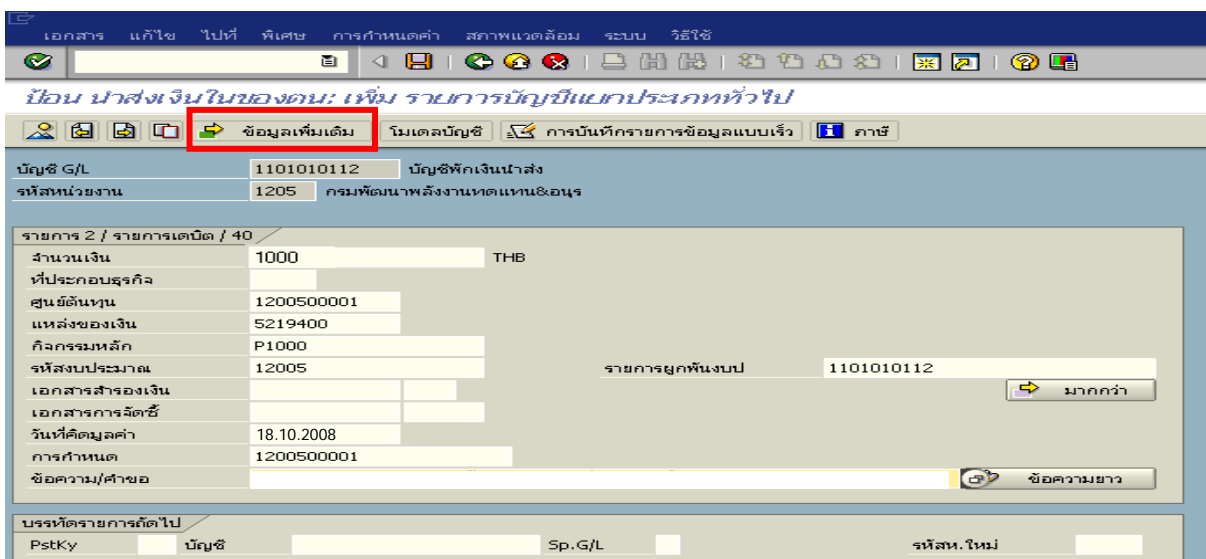 เอกสาร แก้ไข ไปที่ พิเศษ การกำหนดค่า สภาพแวดล้อม ระบบ วิธีใช้
ป้อน นำส่งเงินในของตน: เพิ่ม รายการบัญชีแยกประเภททั่วไป
ข้อมูลเพิ่มเติม โมเดลบัญชี การบันทึกรายการข้อมูลแบบเร็ว ภาษี
บัญชี G/L 1101010112 บัญชีพักเงินนำส่ง
รหัสหน่วยงาน 1205 กรมพัฒนาพลังงานทดแทน&อนุร
รายการ 2 / รายการเดบิต / 40
จำนวนเงิน 1000 THB
ที่ประกอบธุรกิจ
ศูนย์ต้นทุน 1200500001
แหล่งของเงิน 5219400
กิจกรรมหลัก P1000
รหัสงบประมาณ 12005 รายการผูกพันงบป 1101010112
เอกสารสำรองเงิน มากกว่า
เอกสารการจัดซื้
วันที่คิดมูลค่า 18.10.2008
การกำหนด 1200500001
ข้อความ/คำขอ ข้อความยาว
บรรทัดรายการถัดไป
PstKy บัญชี Sp.G/L รหัสห.ใหม่